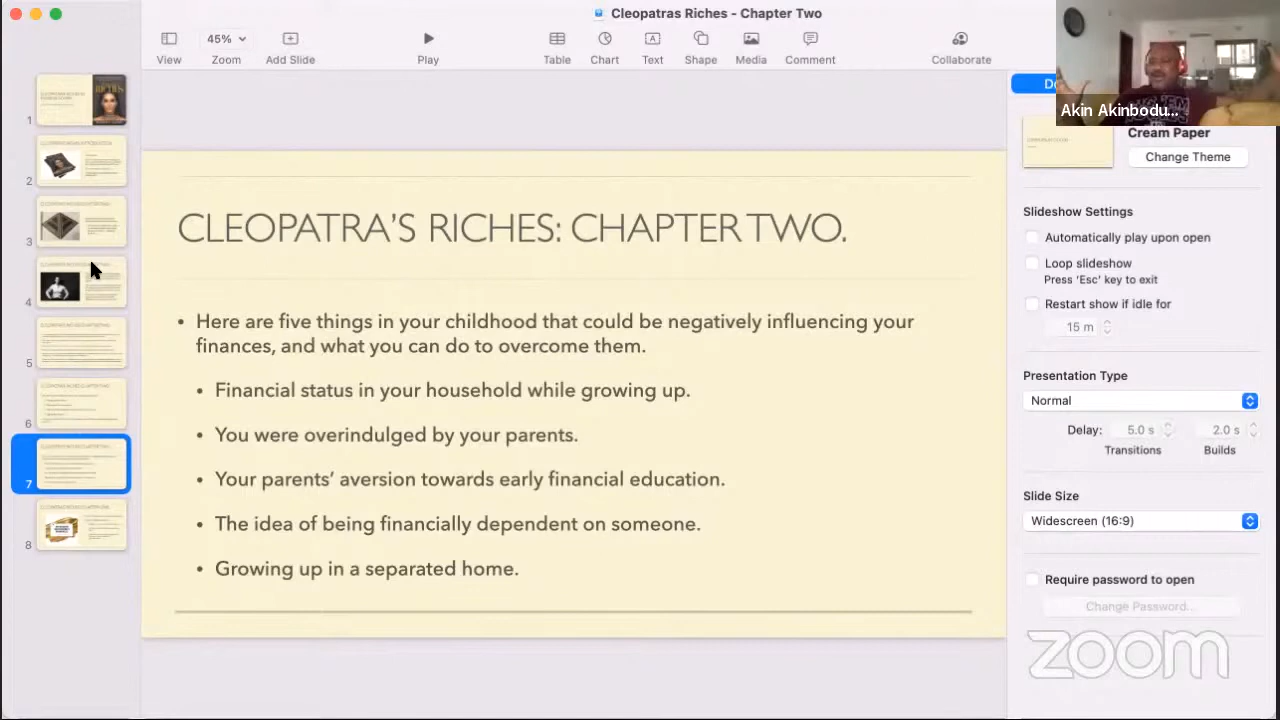 Cleopatras Riches - Chapter Two
45%
View
Zoom
Add Slide
Play
Table
Chart
Text
Shape
Media
Comment
Collaborate
Akin Akinbodu...
Cream Paper
Change Theme
Slideshow Settings
Automatically play upon open
Loop slideshow
Press 'Esc' key to exit
Restart show if idle for
15 m
Presentation Type
Normal
Delay:
5.0 s
2.0 s
Transitions
Builds
Slide Size
Widescreen (16:9)
Require password to open
Change Password...
zoom
1
2
3
4
5
6
7
8
CLEOPATRA'S RICHES: CHAPTER TWO.
• Here are five things in your childhood that could be negatively influencing your
finances, and what you can do to overcome them.
• Financial status in your household while growing up.
• You were overindulged by your parents.
• Your parents' aversion towards early financial education.
• The idea of being financially dependent on someone.
• Growing up in a separated home.